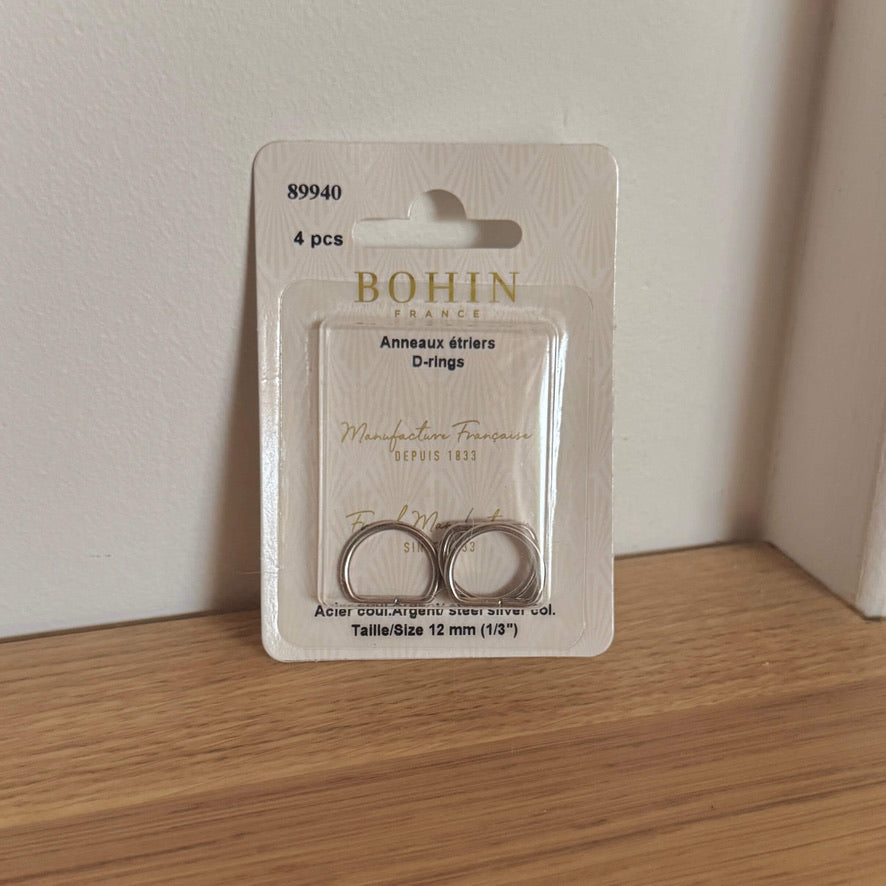 89940
4 pcs
BOHIN
FRANCE
Anneaux étriers
D-rings
Manufacture Française
DEPUIS 1833
Acier coul.Argent/ steel silver col.
Taille/Size 12 mm (1/3")